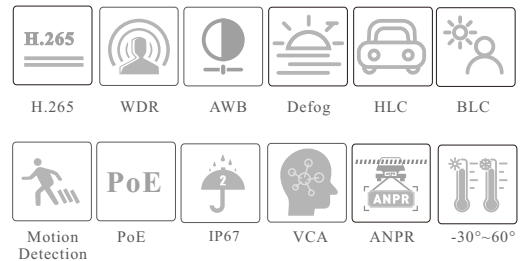 H.265
H.265 WDR AWB Defog HLC BLC
PoE 2 ANPR
Motion Detection PoE IP67 VCA ANPR -30°~60°